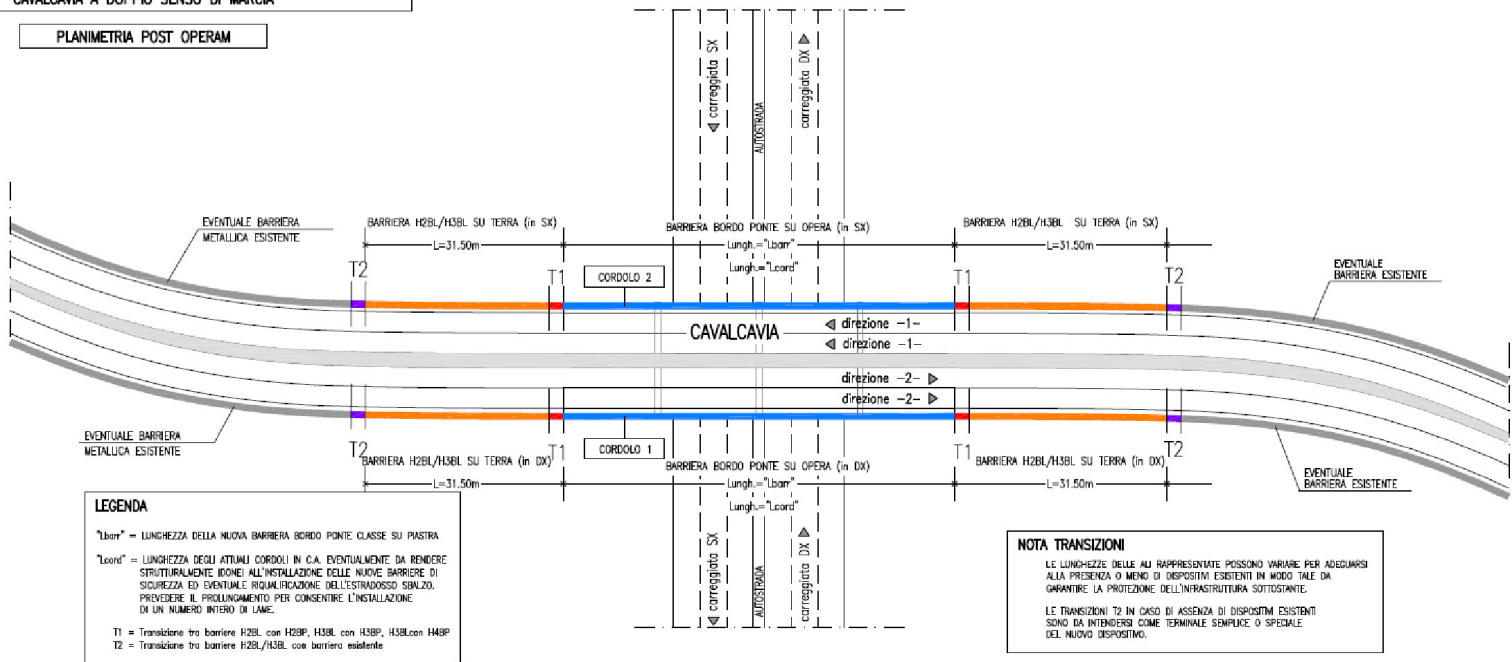 CAVALCAVIA A DOPPIO SENSO DI MARCIA
PLANIMETRIA POST OPERAM
carreggiata SX
AUTOSTRADA
carreggiata DX
EVENTUALE BARRIERA
METALLICA ESISTENTE
BARRIERA H2BL/H3BL SU TERRA (in SX)
L=31.50m
BARRIERA BORDO PONTE SU OPERA (in SX)
Lungh.="Lbarr"
Lungh.="Lcord"
BARRIERA H2BL/H3BL SU TERRA (in SX)
L=31.50m
EVENTUALE
BARRIERA ESISTENTE
T2
T1
CORDOLO 2
T1
T2
CAVALCAVIA
direzione -1-
direzione -1-
direzione -2-
direzione -2-
EVENTUALE BARRIERA
METALLICA ESISTENTE
T2
T1
CORDOLO 1
T1
T2
BARRIERA H2BL/H3BL SU TERRA (in DX)
L=31.50m
BARRIERA BORDO PONTE SU OPERA (in DX)
Lungh.="Lbarr"
Lungh.="Lcord"
BARRIERA H2BL/H3BL SU TERRA (in DX)
L=31.50m
EVENTUALE
BARRIERA ESISTENTE
carreggiata SX
AUTOSTRADA
carreggiata DX
LEGENDA
"Lbarr" = LUNGHEZZA DELLA NUOVA BARRIERA BORDO PONTE CLASSE SU PIASTRA
"Lcord" = LUNGHEZZA DEGLI ATTUALI CORDOLI IN C.A. EVENTUALMENTE DA RENDERE
STRUTTURALMENTE IDONEI ALL'INSTALLAZIONE DELLE NUOVE BARRIERE DI
SICUREZZA ED EVENTUALE RIQUALIFICAZIONE DELL'ESTRADOSSO SBALZO.
PREVEDERE IL PROLUNGAMENTO PER CONSENTIRE L'INSTALLAZIONE
DI UN NUMERO INTERO DI LAME.
T1 = Transizione tra barriere H2BL con H2BP, H3BL con H3BP, H3BLcon H4BP
T2 = Transizione tra barriere H2BL/H3BL con barriera esistente
NOTA TRANSIZIONI
LE LUNGHEZZE DELLE ALI RAPPRESENTATE POSSONO VARIARE PER ADEGUARSI
ALLA PRESENZA O MENO DI DISPOSITIVI ESISTENTI IN MODO TALE DA
GARANTIRE LA PROTEZIONE DELL'INFRASTRUTTURA SOTTOSTANTE.
LE TRANSIZIONI T2 IN CASO DI ASSENZA DI DISPOSITIVI ESISTENTI
SONO DA INTENDERSI COME TERMINALE SEMPLICE O SPECIALE
DEL NUOVO DISPOSITIVO.